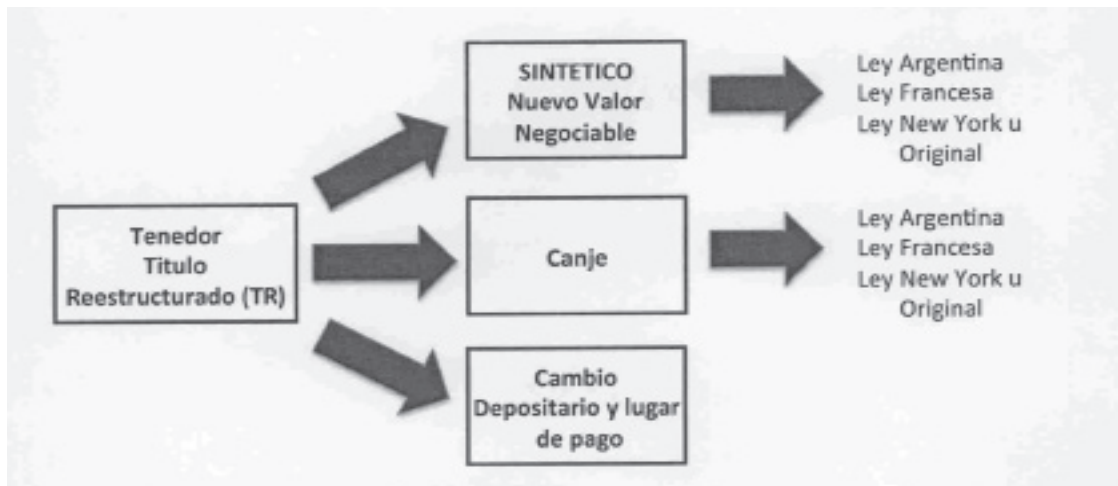 SINTETICO
Nuevo Valor
Negociable
Ley Argentina
Ley Francesa
Ley New York u
Original
Tenedor
Titulo
Reestructurado (TR)
Canje
Ley Argentina
Ley Francesa
Ley New York u
Original
Cambio
Depositario y lugar
de pago